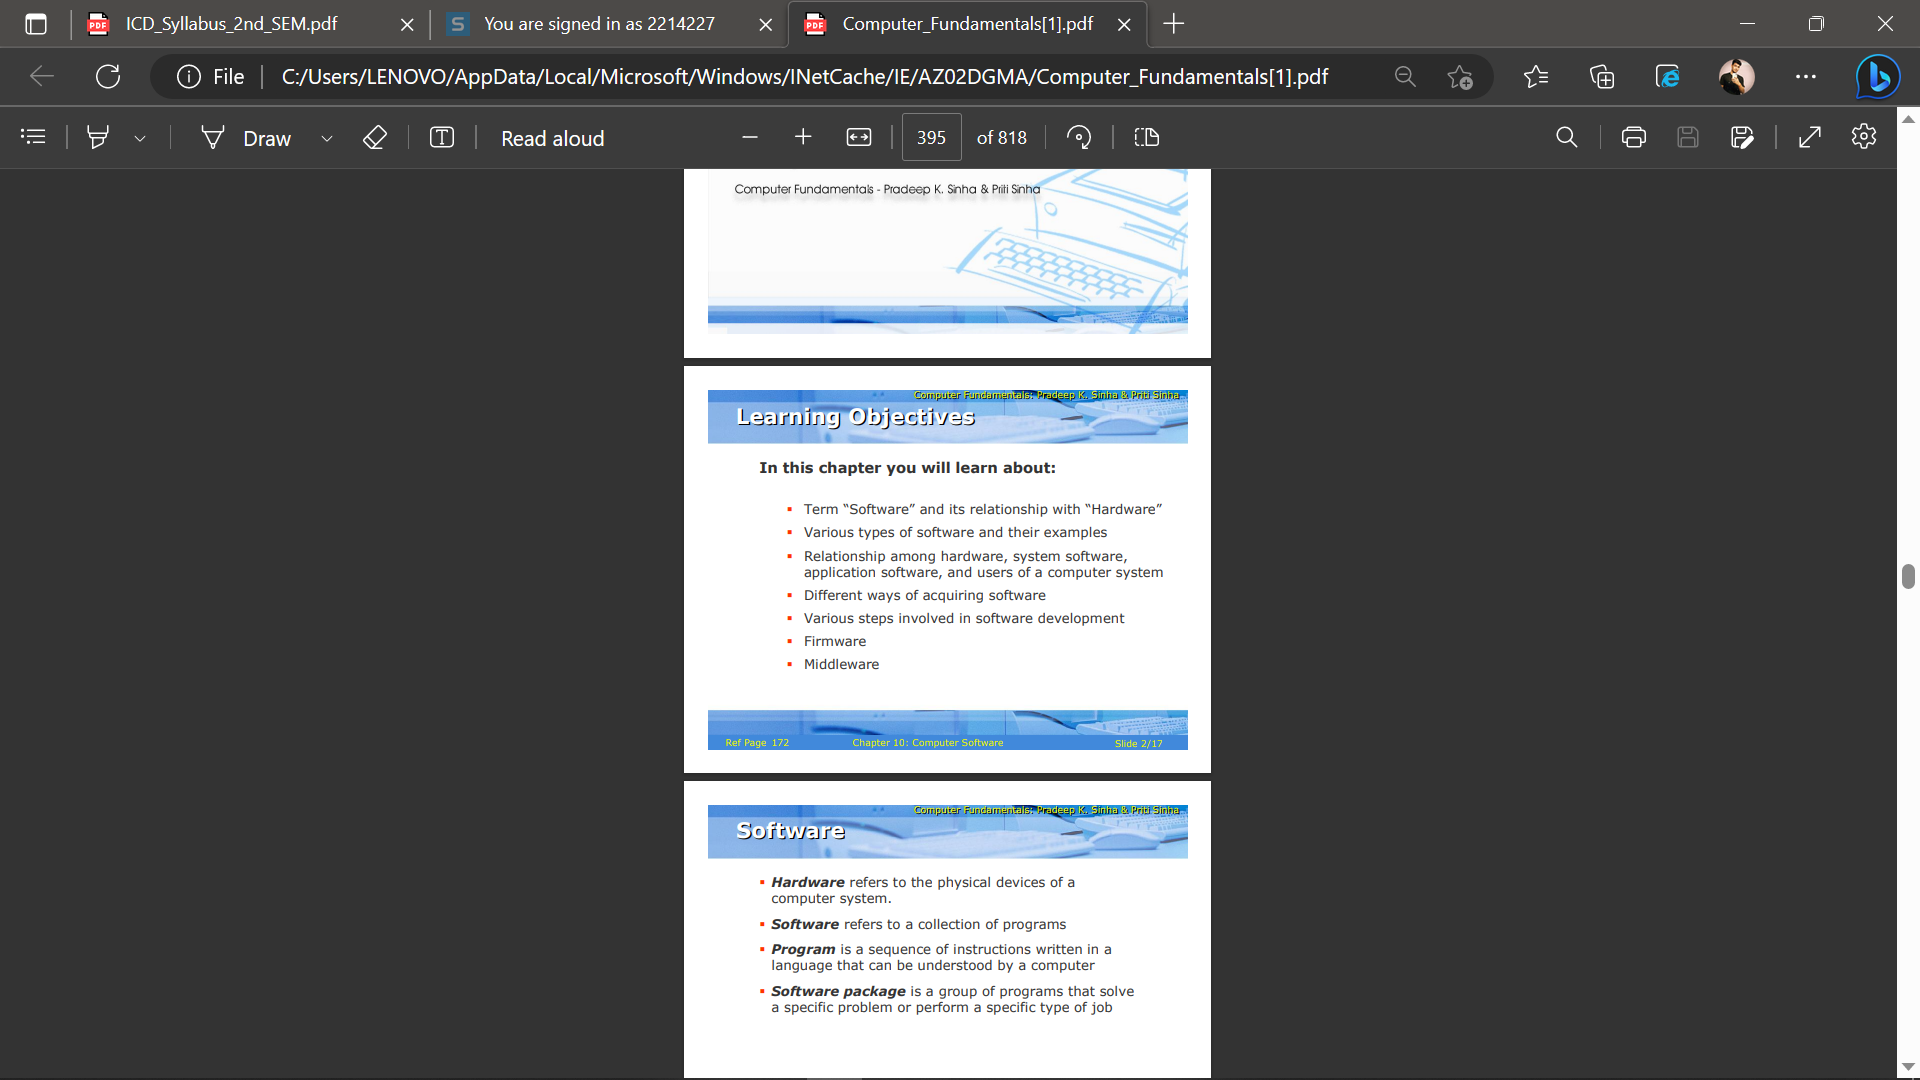 ICD_Syllabus_2nd_SEM.pdf
You are signed in as 2214227
Computer_Fundamentals[1].pdf
File
C:/Users/LENOVO/AppData/Local/Microsoft/Windows/INetCache/IE/AZ02DGMA/Computer_Fundamentals[1].pdf
Draw
Read aloud
395 of 818
Computer Fundamentals - Pradeep K. Sinha & Priti Sinha
Computer Fundamentals: Pradeep K. Sinha & Priti Sinha
Learning Objectives
In this chapter you will learn about:
▪ Term “Software” and its relationship with “Hardware”
▪ Various types of software and their examples
▪ Relationship among hardware, system software,
application software, and users of a computer system
▪ Different ways of acquiring software
▪ Various steps involved in software development
▪ Firmware
▪ Middleware
Ref Page 172 Chapter 10: Computer Software Slide 2/17
Computer Fundamentals: Pradeep K. Sinha & Priti Sinha
Software
▪ Hardware refers to the physical devices of a
computer system.
▪ Software refers to a collection of programs
▪ Program is a sequence of instructions written in a
language that can be understood by a computer
▪ Software package is a group of programs that solve
a specific problem or perform a specific type of job